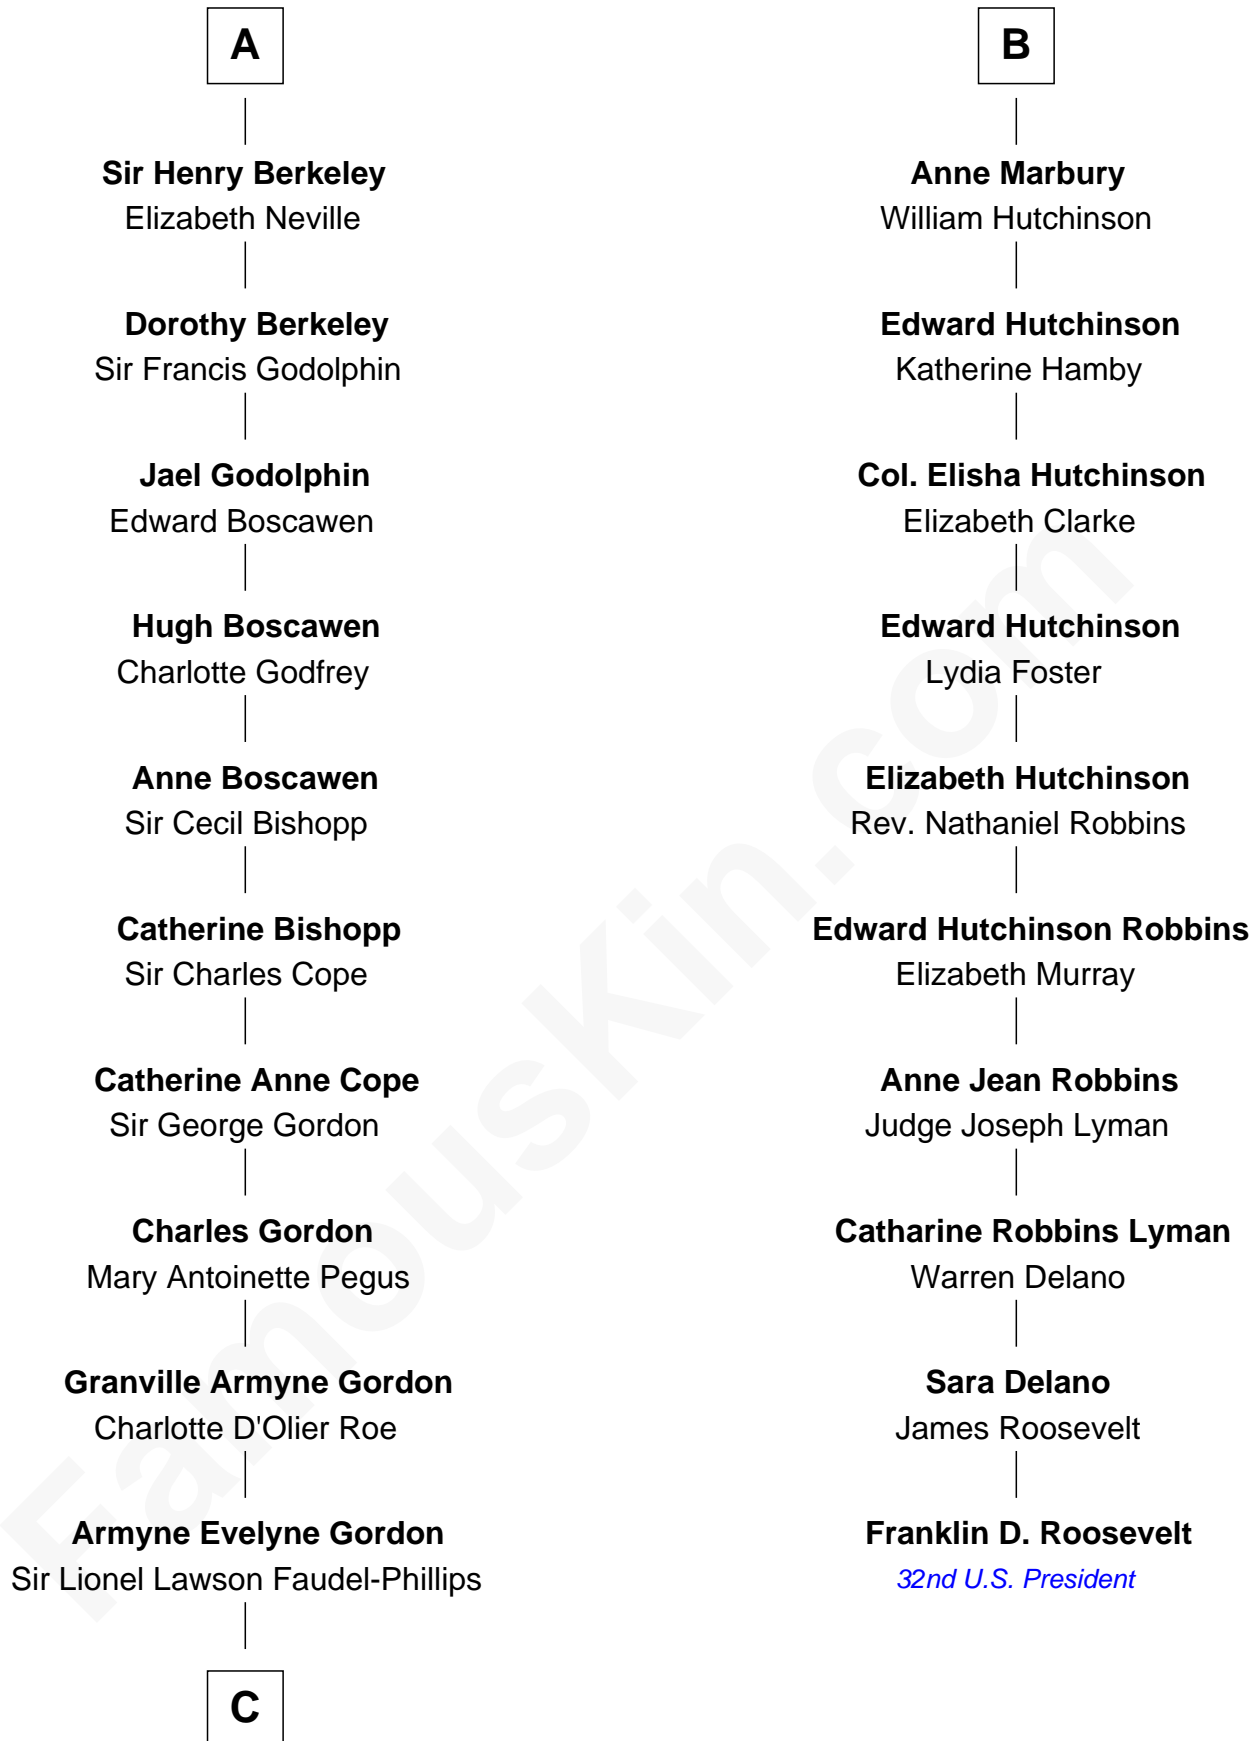 A
Sir Henry Berkeley
Elizabeth Neville
Dorothy Berkeley
Sir Francis Godolphin
Jael Godolphin
Edward Boscawen
Hugh Boscawen
Charlotte Godfrey
Anne Boscawen
Sir Cecil Bishopp
Catherine Bishopp
Sir Charles Cope
Catherine Anne Cope
Sir George Gordon
Charles Gordon
Mary Antoinette Pegus
Granville Armyne Gordon
Charlotte D'Olier Roe
Armyne Evelyne Gordon
Sir Lionel Lawson Faudel-Phillips
C
B
Anne Marbury
William Hutchinson
Edward Hutchinson
Katherine Hamby
Col. Elisha Hutchinson
Elizabeth Clarke
Edward Hutchinson
Lydia Foster
Elizabeth Hutchinson
Rev. Nathaniel Robbins
Edward Hutchinson Robbins
Elizabeth Murray
Anne Jean Robbins
Judge Joseph Lyman
Catharine Robbins Lyman
Warren Delano
Sara Delano
James Roosevelt
Franklin D. Roosevelt
32nd U.S. President
FamousKin.com